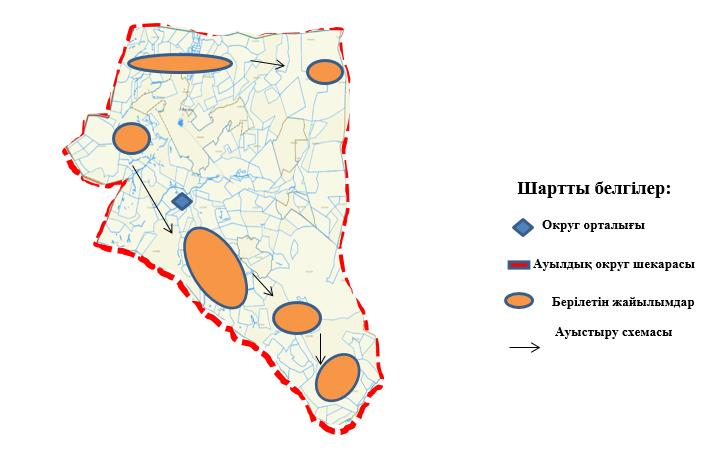 Шартты белгілер:
Округ орталығы
Ауылдық округ шекарасы
Берілетін жайылымдар
Ауыстыру схемасы